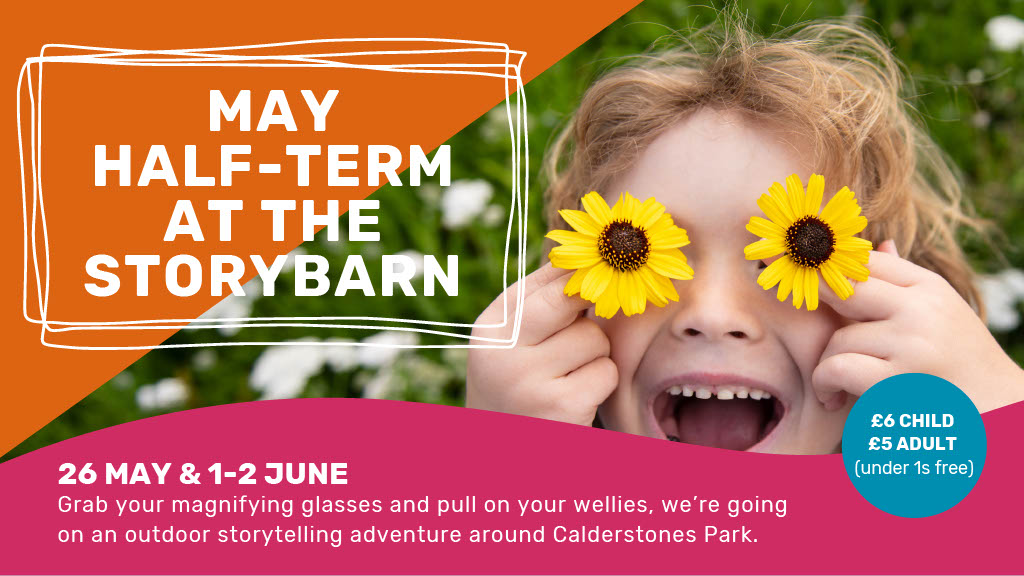 MAY
HALF-TERM
AT THE
STORYBARN
26 MAY & 1-2 JUNE
Grab your magnifying glasses and pull on your wellies, we’re going
on an outdoor storytelling adventure around Calderstones Park.
£6 CHILD
£5 ADULT
(under 1s free)